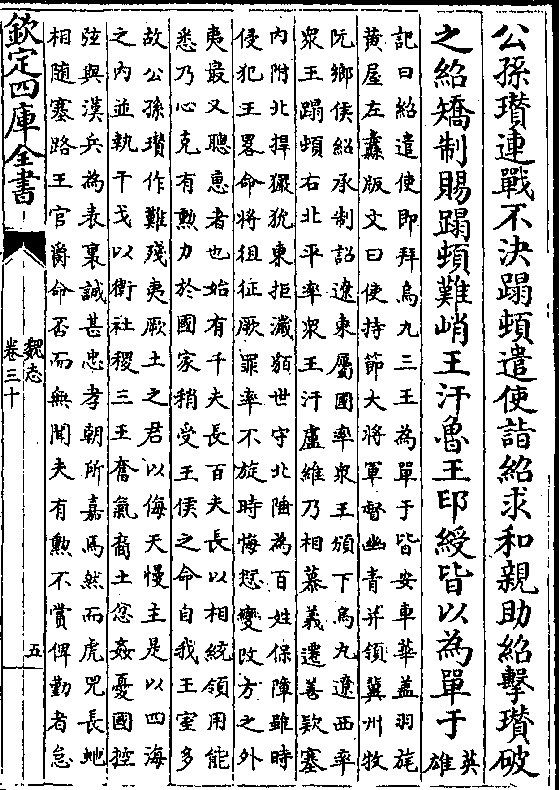 公孫瓚連戰不決蹋頓遣使詣紹求和親助紹擊瓚破
之紹矯制賜蹋頓難峭王汗魯王印綬皆以為單于英
雄
記曰紹遣使即拜烏九三王為單于皆安車華蓋羽旄
黃屋左纛版文曰使持節大將軍督幽青并領冀州牧
阮鄉侯紹承制詔遼東屬國率衆王頒下烏九遼西率
衆王蹋頓右北平率衆王汗盧維乃相慕義遷善款塞
內附北捍玁狁東拒濊貊世守北陲為百姓保障雖時
侵犯王畧命將徂征厥罪率不旋時悔愆變改方之外
夷最又聰惠者也始有千夫長百夫長以相統領用能
悉乃心克有勲力於國家稍受王侯之命自我王室多
故公孫瓚作難殘夷厥土之君以侮天慢主是以四海
之內並執干戈以衛社稷三王奮氣裔土忿姦憂國控
弦與漢兵為表裏誠甚忠孝朝所嘉焉然而虎兕長蛇
相隨塞路王官爵命否而無聞夫有勲不賞俾勤者怠
欽定四庫全書
魏志
卷三十
五